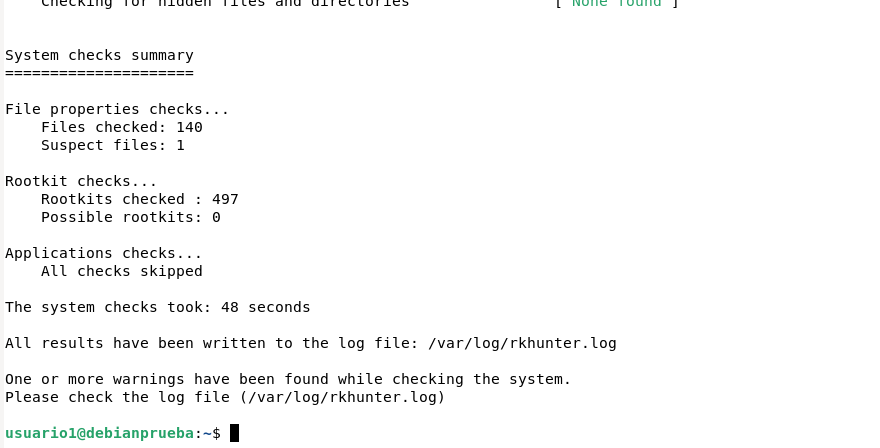 Checking for hidden files and directories [ None found ]
System checks summary
=====================
File properties checks...
Files checked: 140
Suspect files: 1
Rootkit checks...
Rootkits checked : 497
Possible rootkits: 0
Applications checks...
All checks skipped
The system checks took: 48 seconds
All results have been written to the log file: /var/log/rkhunter.log
One or more warnings have been found while checking the system.
Please check the log file (/var/log/rkhunter.log)
usuario1@debianprueba:~$